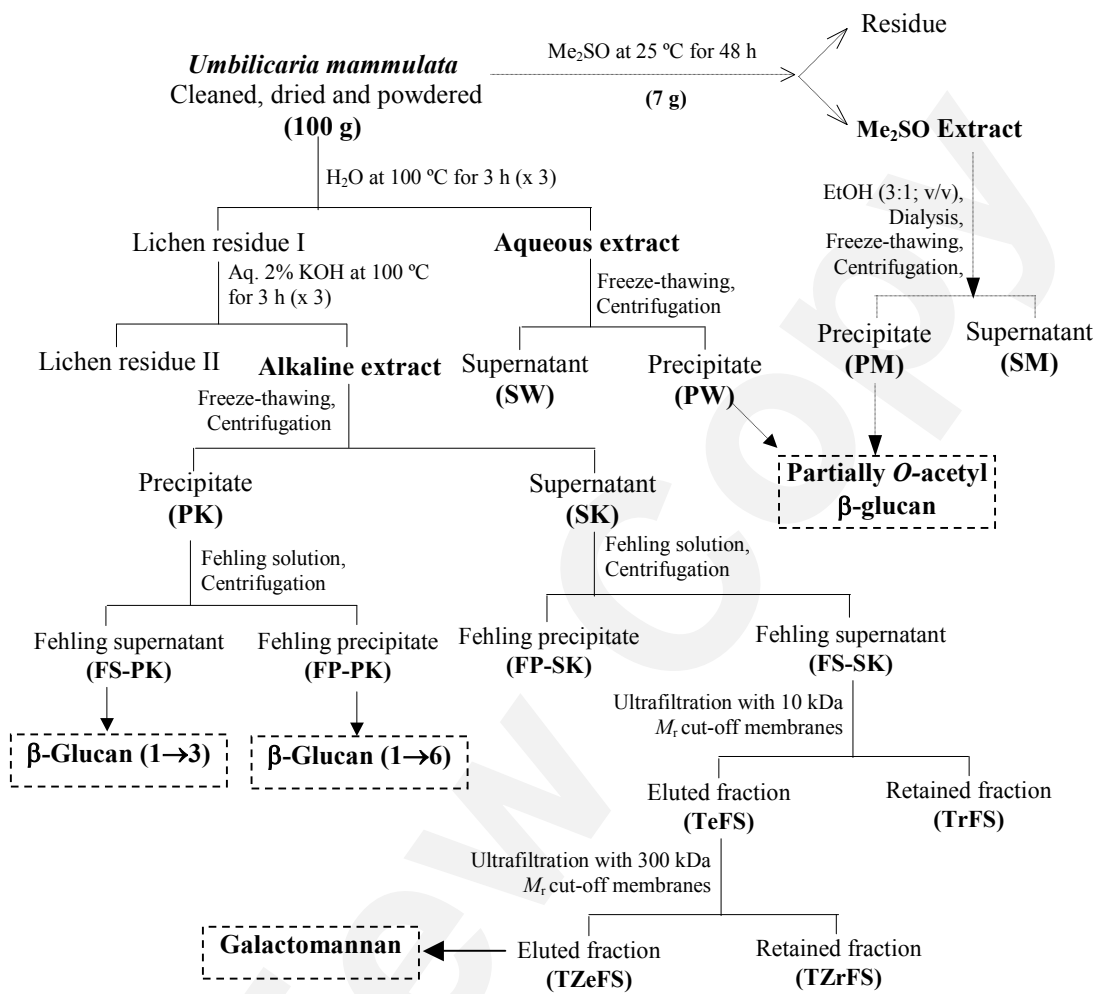 Umbilicaria mammulata
Cleaned, dried and powdered
(100 g)
Me₂SO at 25 ºC for 48 h
(7 g)
Residue
Me₂SO Extract
H₂O at 100 ºC for 3 h (x 3)
EtOH (3:1; v/v),
Dialysis,
Freeze-thawing,
Centrifugation,
Lichen residue I
Aqueous extract
Aq. 2% KOH at 100 ºC
for 3 h (x 3)
Freeze-thawing,
Centrifugation
Lichen residue II
Alkaline extract
Supernatant
(SW)
Precipitate
(PW)
Precipitate
(PM)
Supernatant
(SM)
Freeze-thawing,
Centrifugation
Partially O-acetyl
β-glucan
Precipitate
(PK)
Supernatant
(SK)
Fehling solution,
Centrifugation
Fehling solution,
Centrifugation
Fehling supernatant
(FS-PK)
Fehling precipitate
(FP-PK)
Fehling precipitate
(FP-SK)
Fehling supernatant
(FS-SK)
β-Glucan (1→3)
β-Glucan (1→6)
Ultrafiltration with 10 kDa
Mᵣ cut-off membranes
Eluted fraction
(TeFS)
Retained fraction
(TrFS)
Ultrafiltration with 300 kDa
Mᵣ cut-off membranes
Galactomannan
Eluted fraction
(TZeFS)
Retained fraction
(TZrFS)
ew Copy